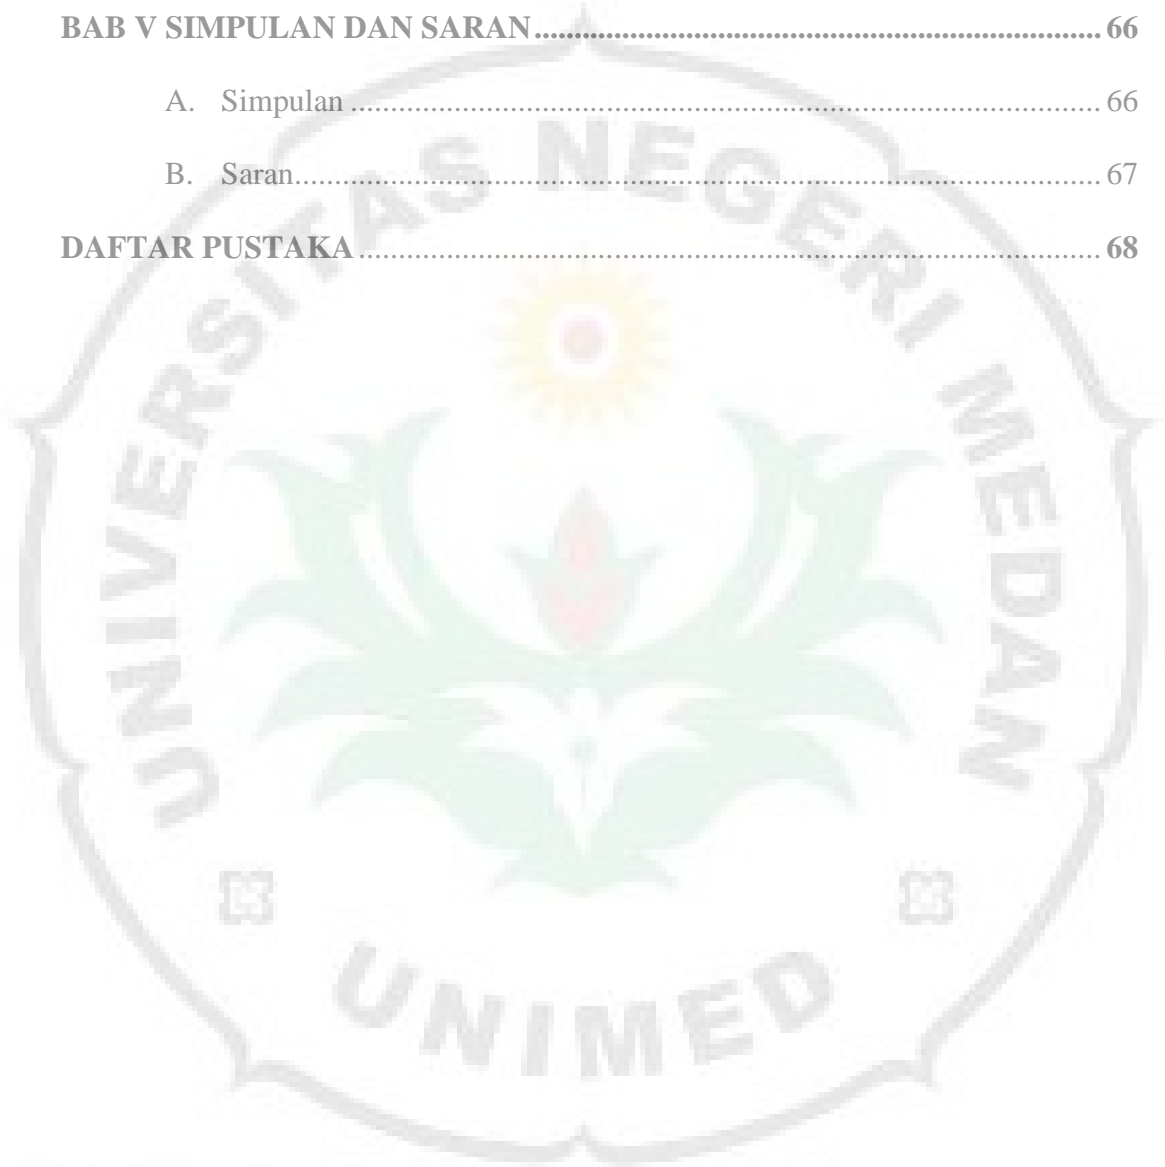 BAB V SIMPULAN DAN SARAN ........................................................................ 66
A. Simpulan ........................................................................................ 66
B. Saran................................................................................................ 67
DAFTAR PUSTAKA ............................................................................................ 68
UNIVERSITAS NEGERI MEDAN
UNIMED